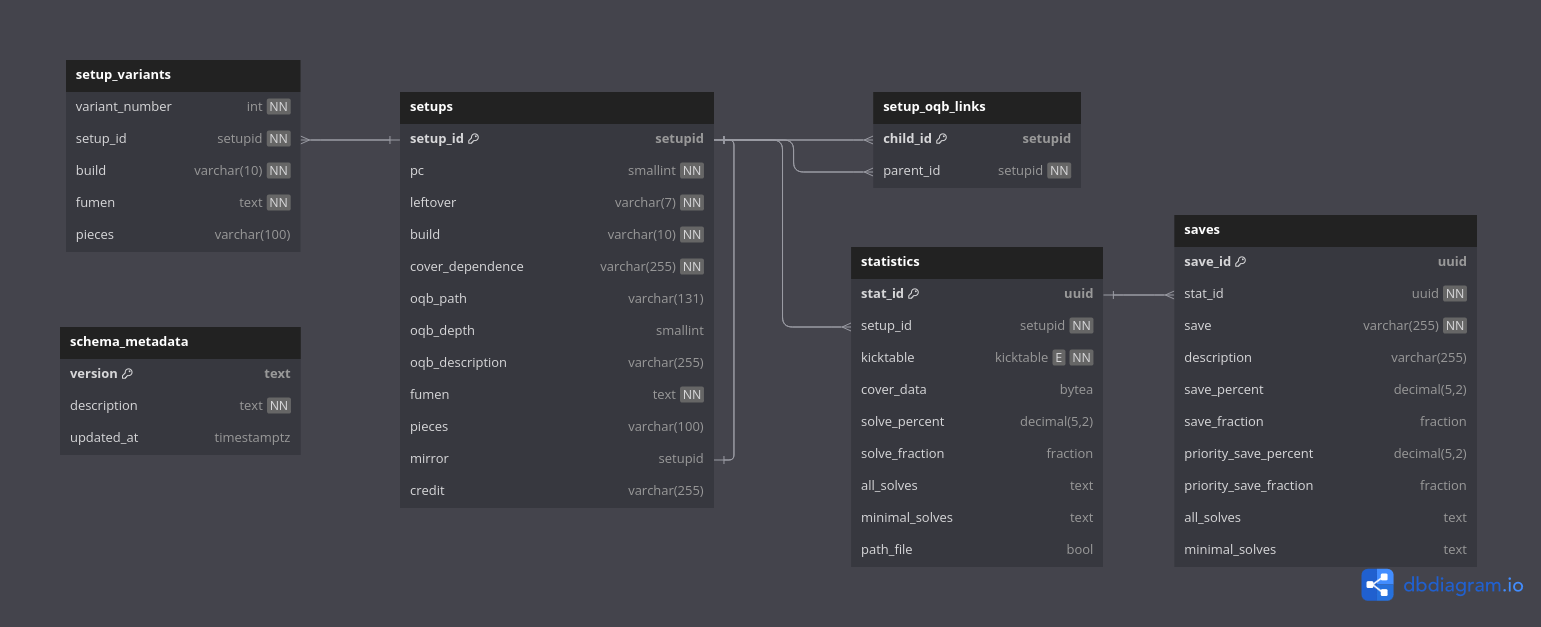 setup_variants
variant_number int NN
setup_id setupid NN
build varchar(10) NN
fumen text NN
pieces varchar(100)
schema_metadata
version text
description text NN
updated_at timestamptz
setups
setup_id setupid
pc smallint NN
leftover varchar(7) NN
build varchar(10) NN
cover_dependence varchar(255) NN
oqb_path varchar(131)
oqb_depth smallint
oqb_description varchar(255)
fumen text NN
pieces varchar(100)
mirror setupid
credit varchar(255)
setup_oqb_links
child_id setupid
parent_id setupid NN
statistics
stat_id uuid
setup_id setupid NN
kicktable kicktable E NN
cover_data bytea
solve_percent decimal(5,2)
solve_fraction fraction
all_solves text
minimal_solves text
path_file bool
saves
save_id uuid
stat_id uuid NN
save varchar(255) NN
description varchar(255)
save_percent decimal(5,2)
save_fraction fraction
priority_save_percent decimal(5,2)
priority_save_fraction fraction
all_solves text
minimal_solves text
dbdiagram.io